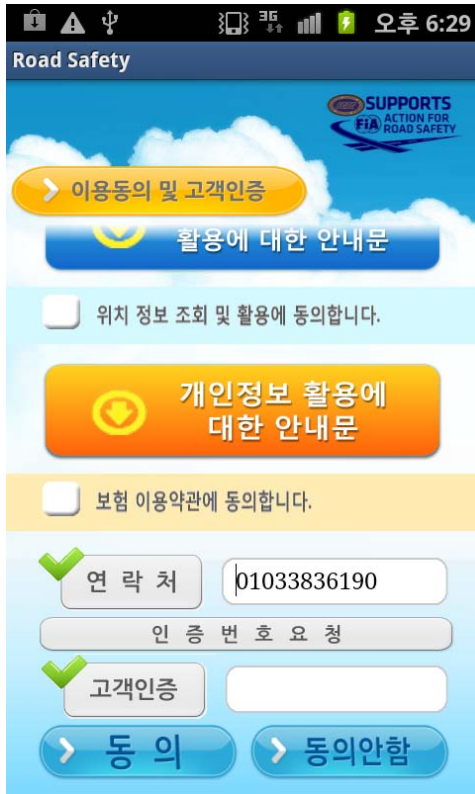 3G
오후 6:29
Road Safety
SUPPORTS
FiA ACTION FOR
ROAD SAFETY
이용동의 및 고객인증
활용에 대한 안내문
위치 정보 조회 및 활용에 동의합니다.
개인정보 활용에
대한 안내문
보험 이용약관에 동의합니다.
연 락 처 01033836190
인 증 번 호 요 청
고객인증
동 의 동의안함